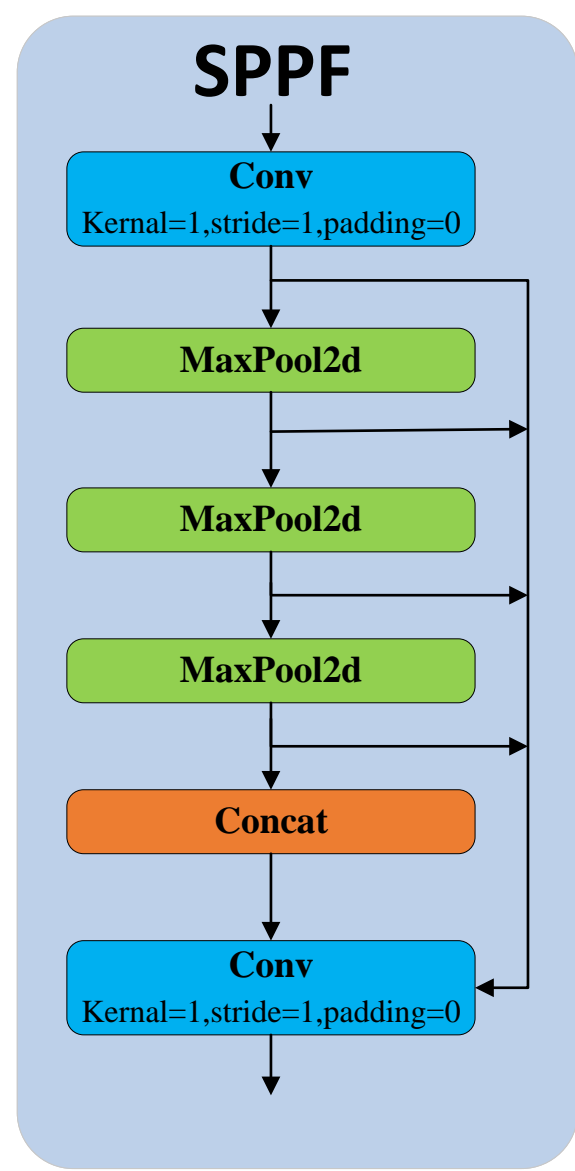 SPPF
Conv
Kernal=1,stride=1,padding=0
MaxPool2d
MaxPool2d
MaxPool2d
Concat
Conv
Kernal=1,stride=1,padding=0